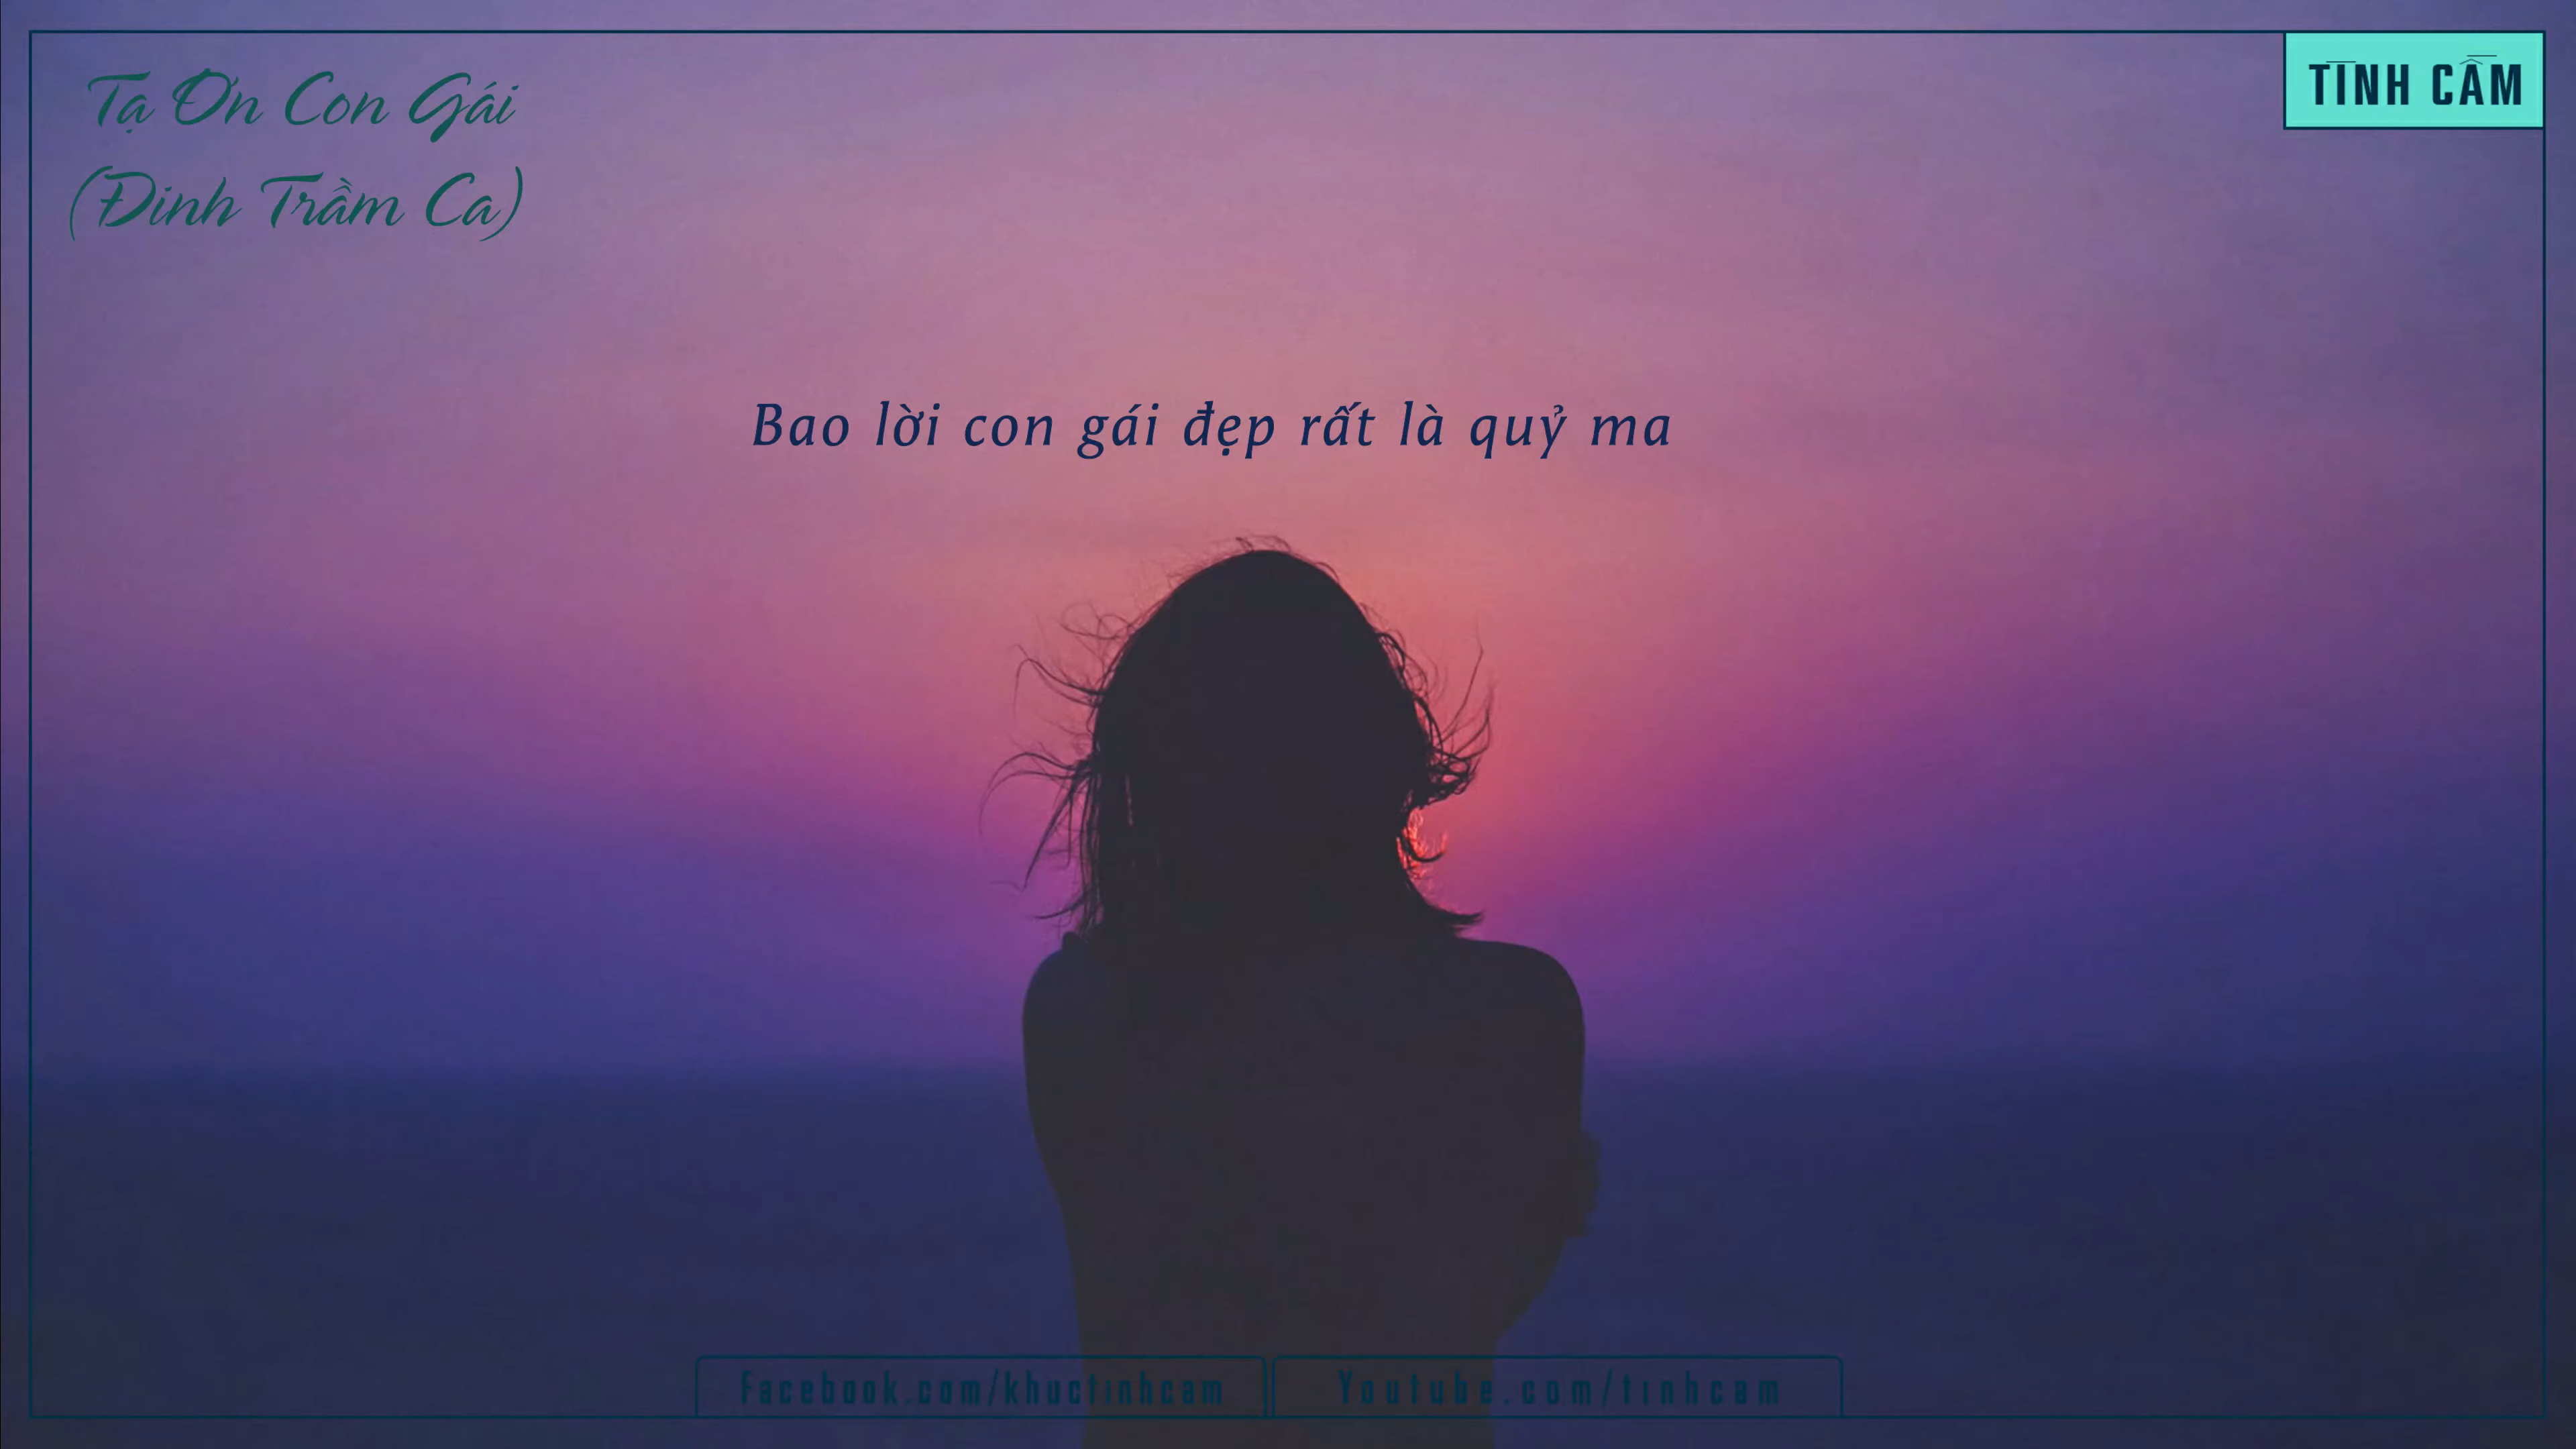 Tạ Ơn Con Gái
(Đinh Trầm Ca)
TÌNH CẦM
Bao lời con gái đẹp rất là quỷ ma
Facebook.com/khuctinhcam
Youtube.com/tinhcam